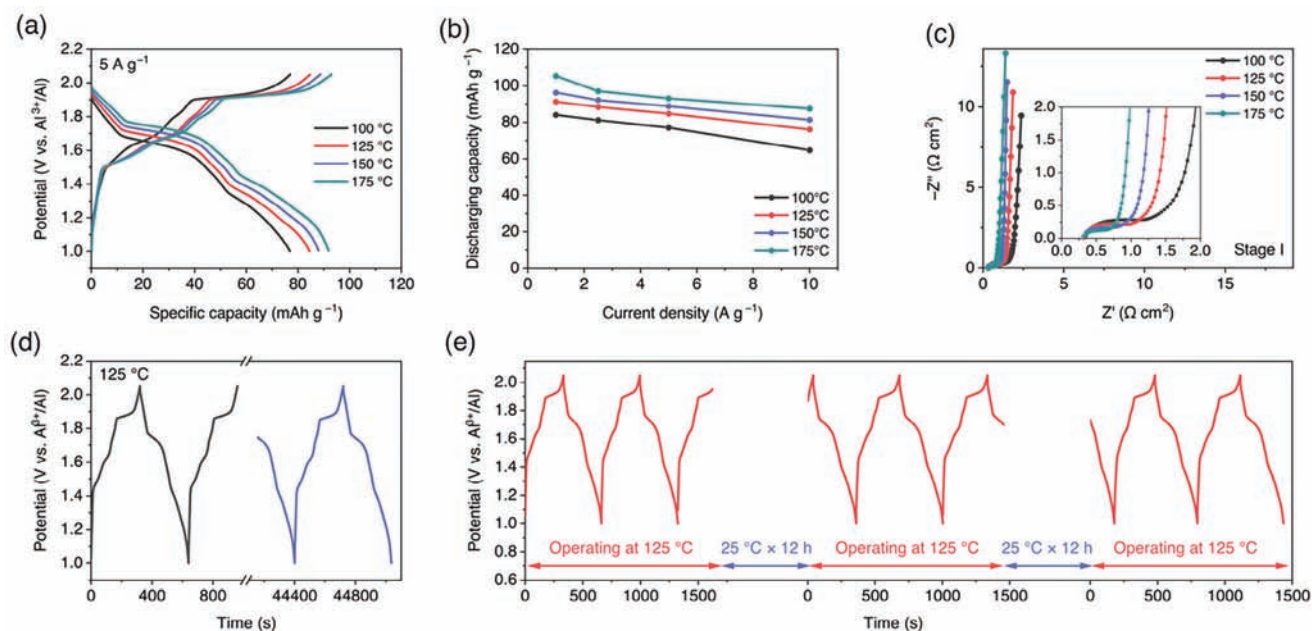 (a)
5 A g⁻¹
2.2
2.0
1.8
1.6
1.4
1.2
1.0
Potential (V vs. Al³⁺/Al)
100 °C
125 °C
150 °C
175 °C
0 20 40 60 80 100 120
Specific capacity (mAh g⁻¹)
(b)
160
140
120
100
80
60
40
20
0
Discharging capacity (mAh g⁻¹)
100°C
125°C
150°C
175°C
0 2 4 6 8 10
Current density (A g⁻¹)
(c)
10
5
0
−Z″ (Ω cm²)
100 °C
125 °C
150 °C
175 °C
2.0
1.5
1.0
0.5
0.0
0.0 0.5 1.0 1.5 2.0
Stage I
0 5 10 15
Z′ (Ω cm²)
(d)
125 °C
2.2
2.0
1.8
1.6
1.4
1.2
1.0
Potential (V vs. Al³⁺/Al)
0 400 800 44400 44800
Time (s)
(e)
2.0
1.8
1.6
1.4
1.2
1.0
0.8
0.6
Potential (V vs. Al³⁺/Al)
Operating at 125 °C 25 °C × 12 h Operating at 125 °C 25 °C × 12 h Operating at 125 °C
0 500 1000 1500 0 500 1000 1500 0 500 1000 1500
Time (s)